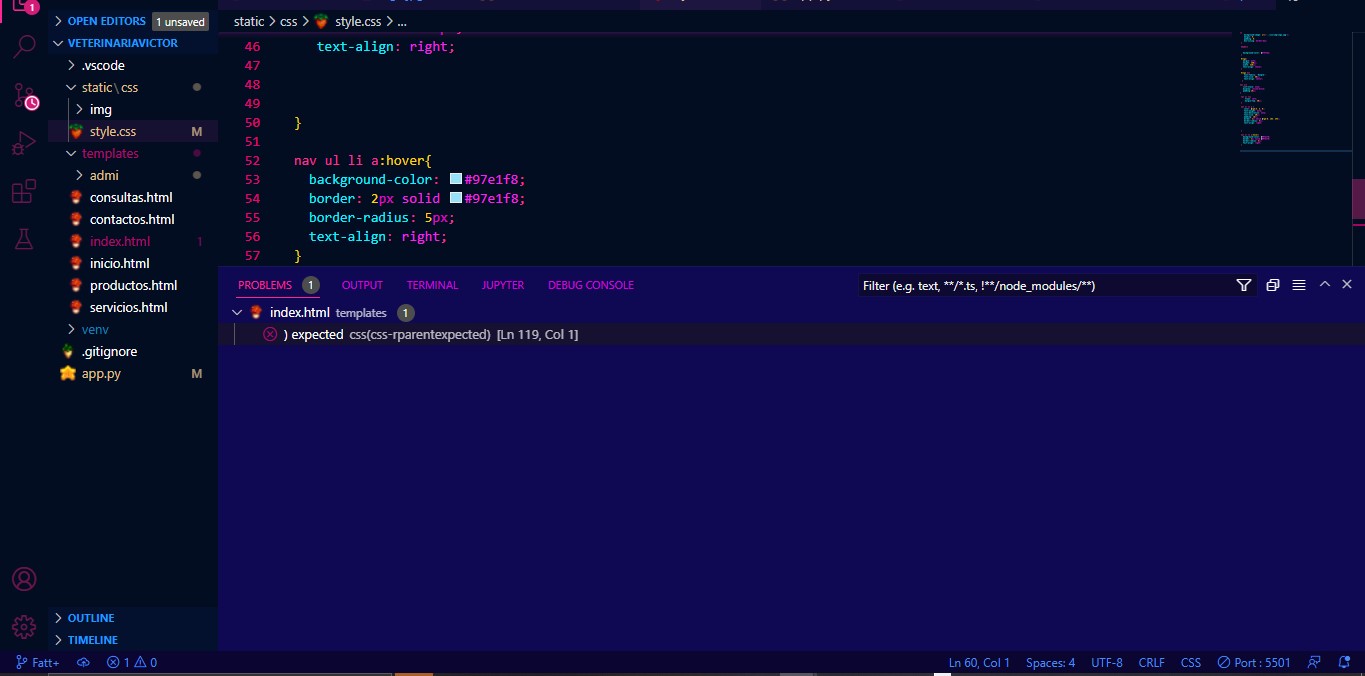 1
OPEN EDITORS 1 unsaved
VETERINARIAVICTOR
.vscode
static\css
img
style.css M
templates
admi
consultas.html
contactos.html
index.html 1
inicio.html
productos.html
servicios.html
venv
.gitignore
app.py M
OUTLINE
TIMELINE
static > css > style.css > ...
46 text-align: right;
47
48
49
50 }
51
52 nav ul li a:hover{
53 background-color: #97e1f8;
54 border: 2px solid #97e1f8;
55 border-radius: 5px;
56 text-align: right;
57 }
PROBLEMS 1 OUTPUT TERMINAL JUPYTER DEBUG CONSOLE Filter (e.g. text, **/*.ts, !**/node_modules/**)
index.html templates 1
) expected css(css-rparentexpected) [Ln 119, Col 1]
Fatt+ 1 0 Ln 60, Col 1 Spaces: 4 UTF-8 CRLF CSS Port : 5501